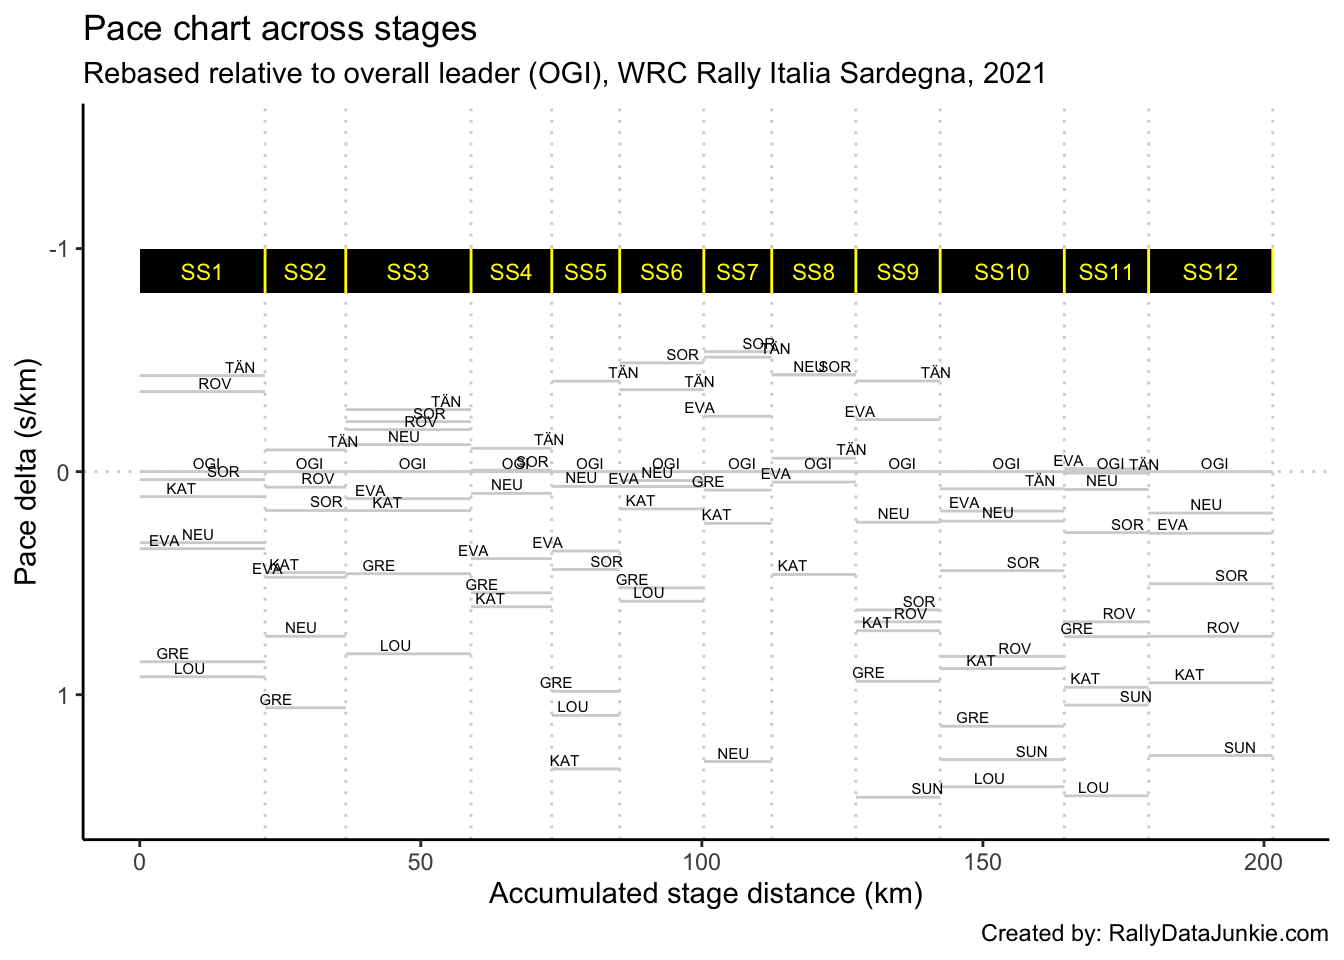 Pace chart across stages
Rebased relative to overall leader (OGI), WRC Rally Italia Sardegna, 2021
Pace delta (s/km)
-1
0
1
SS1 SS2 SS3 SS4 SS5 SS6 SS7 SS8 SS9 SS10 SS11 SS12
TÄN
ROV
OGI
SOR
KAT
NEU
EVA
GRE
LOU
TÄN
OGI
ROV
SOR
KAT
EVA
NEU
GRE
TÄN
SOR
ROV
NEU
OGI
EVA
KAT
GRE
LOU
TÄN
SOR
OGI
NEU
EVA
GRE
KAT
TÄN
OGI
NEU
EVA
SOR
GRE
LOU
KAT
SOR
TÄN
OGI
NEU
EVA
KAT
GRE
LOU
SOR
TÄN
EVA
OGI
GRE
KAT
NEU
NEU
SOR
TÄN
OGI
EVA
KAT
TÄN
EVA
OGI
NEU
SOR
ROV
KAT
GRE
SUN
OGI
TÄN
EVA
NEU
SOR
ROV
KAT
GRE
SUN
LOU
EVA
OGI
TÄN
NEU
SOR
ROV
GRE
KAT
SUN
LOU
OGI
NEU
EVA
SOR
ROV
KAT
SUN
0 50 100 150 200
Accumulated stage distance (km)
Created by: RallyDataJunkie.com